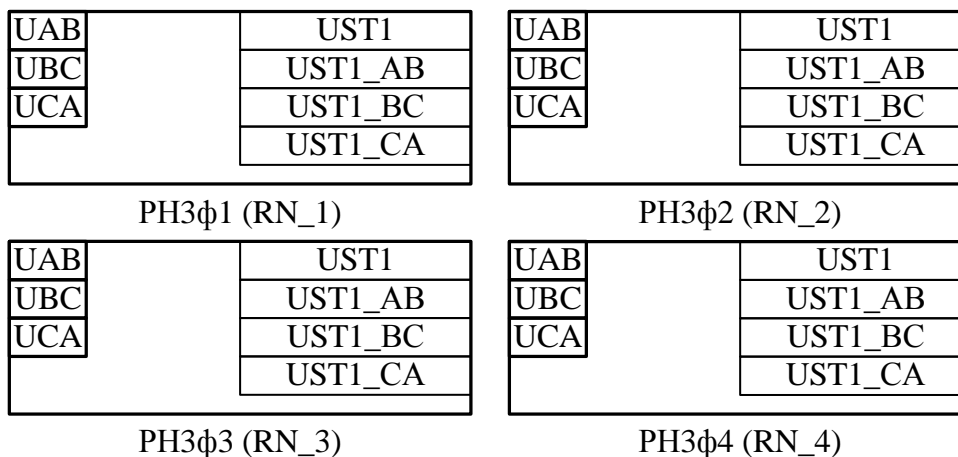 UAB UST1 UAB UST1
UBC UST1_AB UBC UST1_AB
UCA UST1_BC UCA UST1_BC
UST1_CA UST1_CA
РН3ф1 (RN_1) РН3ф2 (RN_2)
UAB UST1 UAB UST1
UBC UST1_AB UBC UST1_AB
UCA UST1_BC UCA UST1_BC
UST1_CA UST1_CA
РН3ф3 (RN_3) РН3ф4 (RN_4)